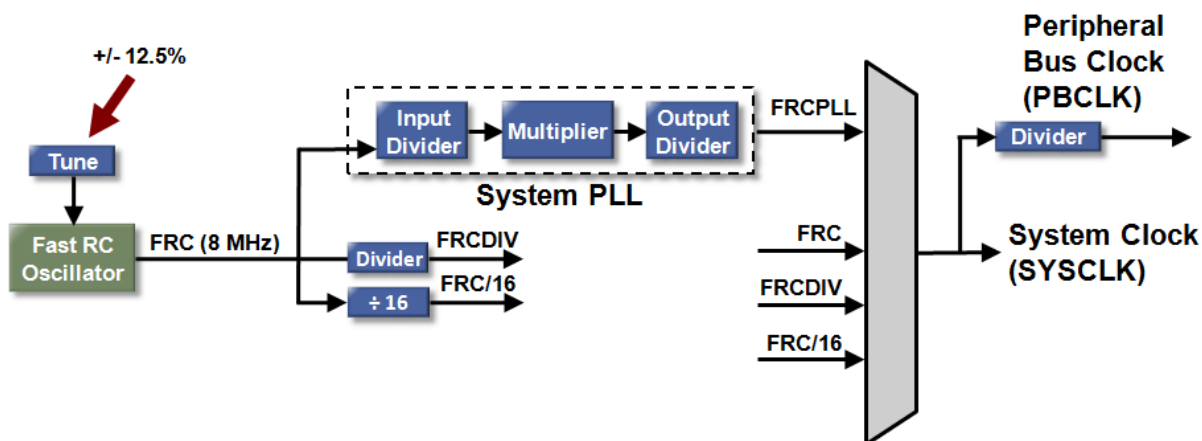 +/- 12.5%
Tune
Fast RC
Oscillator
FRC (8 MHz)
Input
Divider
Multiplier
Output
Divider
System PLL
Divider
FRCDIV
÷ 16
FRC/16
FRCPLL
FRC
FRCDIV
FRC/16
Peripheral
Bus Clock
(PBCLK)
Divider
System Clock
(SYSCLK)